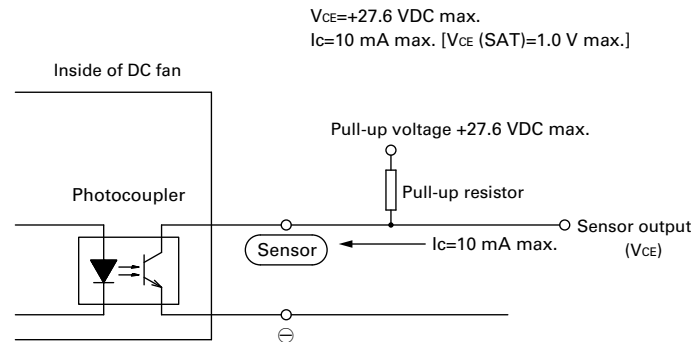 VCE=+27.6 VDC max.
Ic=10 mA max. [VCE (SAT)=1.0 V max.]
Inside of DC fan
Pull-up voltage +27.6 VDC max.
Photocoupler
Pull-up resistor
Sensor
Ic=10 mA max.
Sensor output
(VCE)
⊖